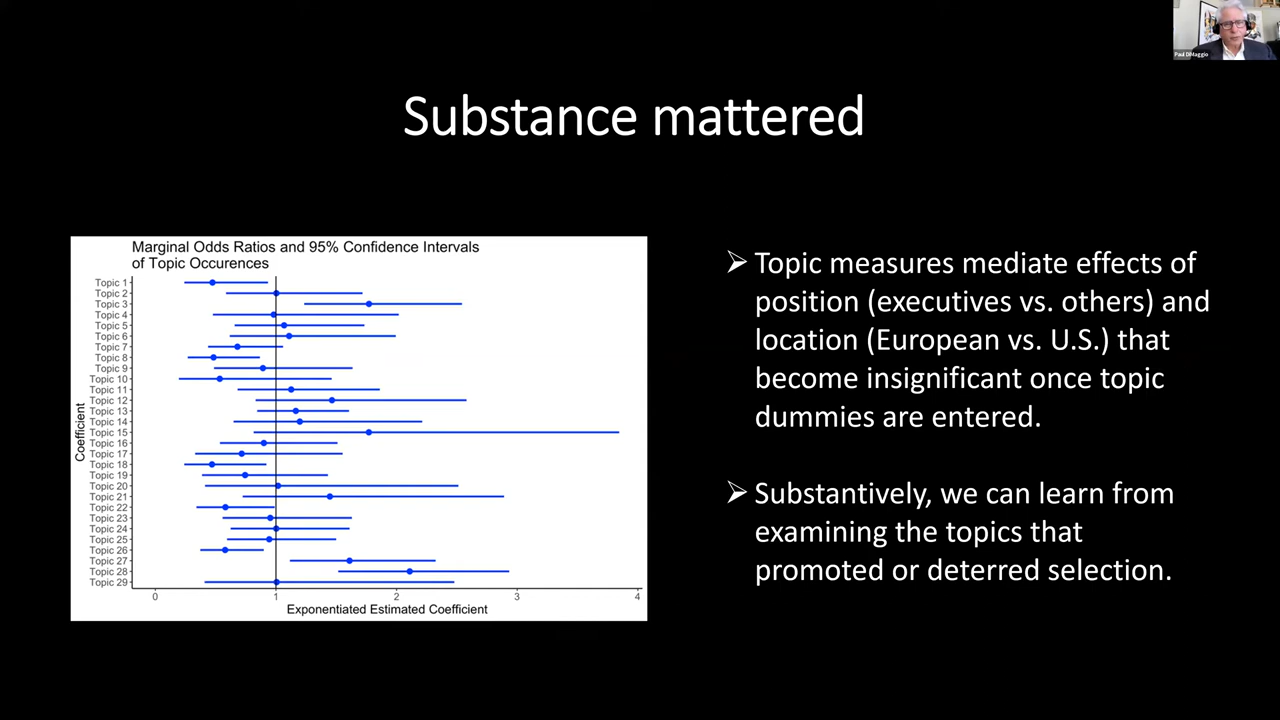 Paul DiMaggio
Substance mattered
Marginal Odds Ratios and 95% Confidence Intervals
of Topic Occurences
Coefficient
Topic 1
Topic 2
Topic 3
Topic 4
Topic 5
Topic 6
Topic 7
Topic 8
Topic 9
Topic 10
Topic 11
Topic 12
Topic 13
Topic 14
Topic 15
Topic 16
Topic 17
Topic 18
Topic 19
Topic 20
Topic 21
Topic 22
Topic 23
Topic 24
Topic 25
Topic 26
Topic 27
Topic 28
Topic 29
0 1 2 3 4
Exponentiated Estimated Coefficient
Topic measures mediate effects of
position (executives vs. others) and
location (European vs. U.S.) that
become insignificant once topic
dummies are entered.
Substantively, we can learn from
examining the topics that
promoted or deterred selection.